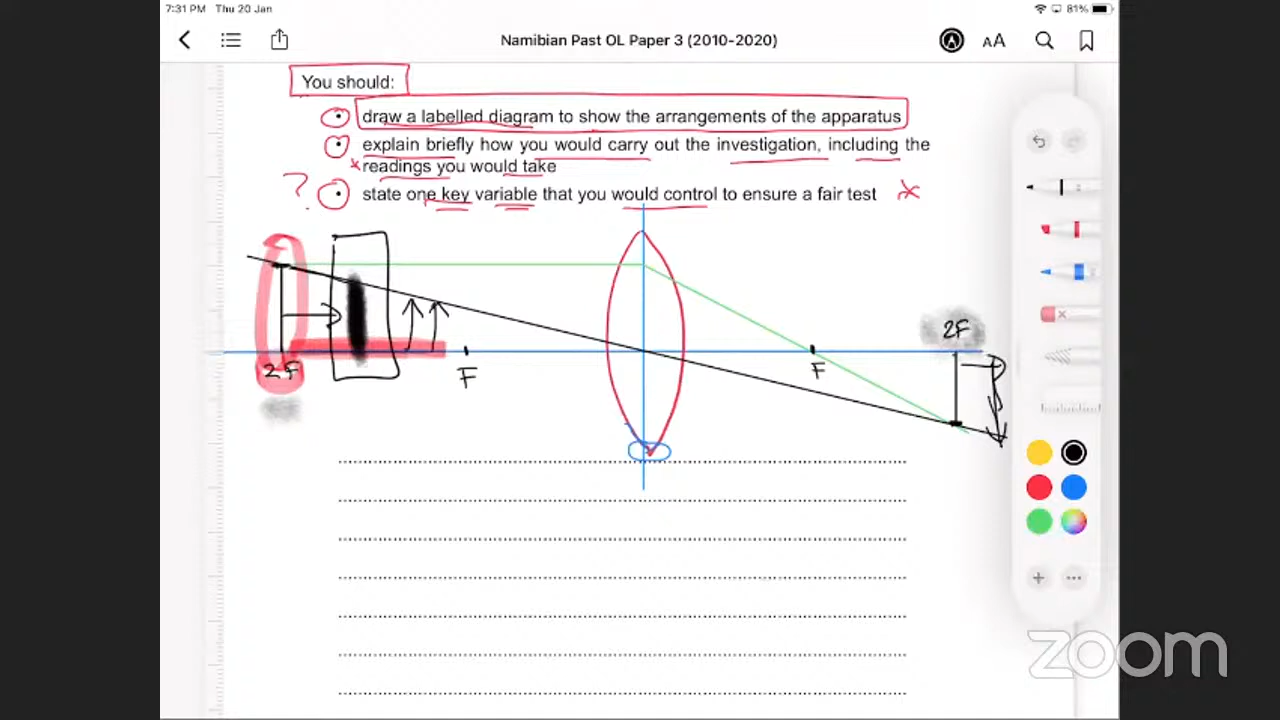 7:31 PM Thu 20 Jan
81%
Namibian Past OL Paper 3 (2010-2020)
AA
You should:
• draw a labelled diagram to show the arrangements of the apparatus
• explain briefly how you would carry out the investigation, including the
readings you would take
? • state one key variable that you would control to ensure a fair test
2F
2F
F
F
zoom